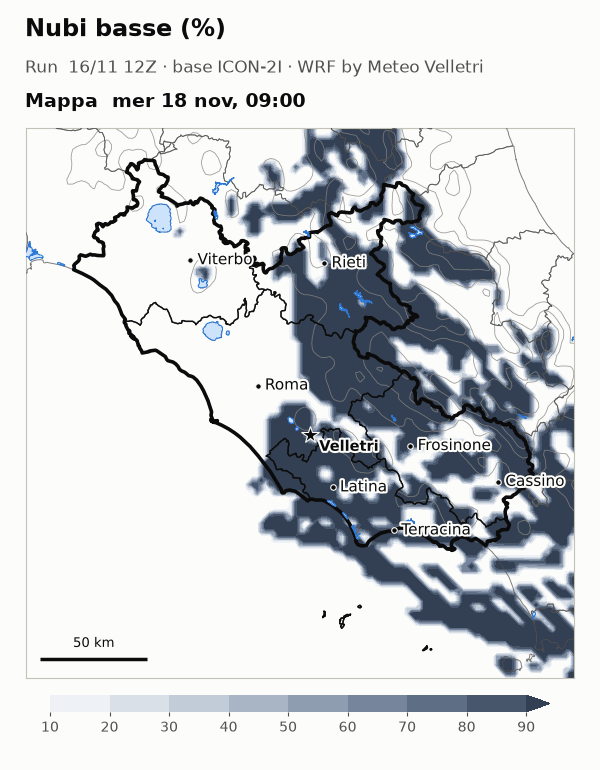 Nubi basse (%)
Run  16/11 12Z · base ICON-2I · WRF by Meteo Velletri
Mappa  mer 18 nov, 09:00
Viterbo
Rieti
Roma
Velletri
Frosinone
Latina
Cassino
Terracina
50 km
10 20 30 40 50 60 70 80 90